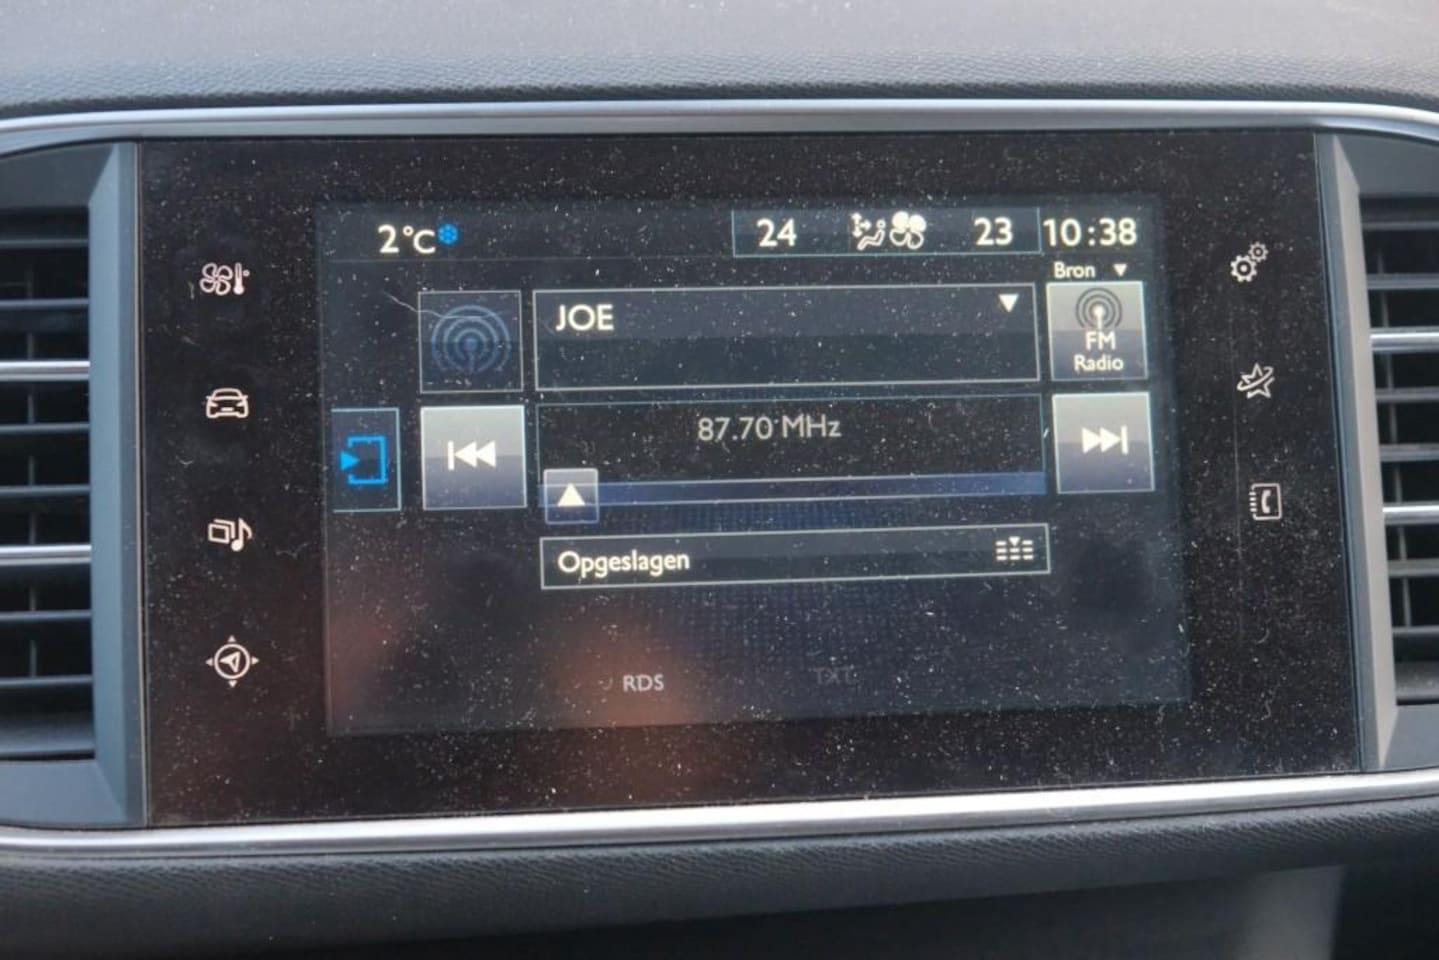 2°C 24 23 10:38
Bron
JOE
FM
Radio
87.70 MHz
Opgeslagen
RDS TXT